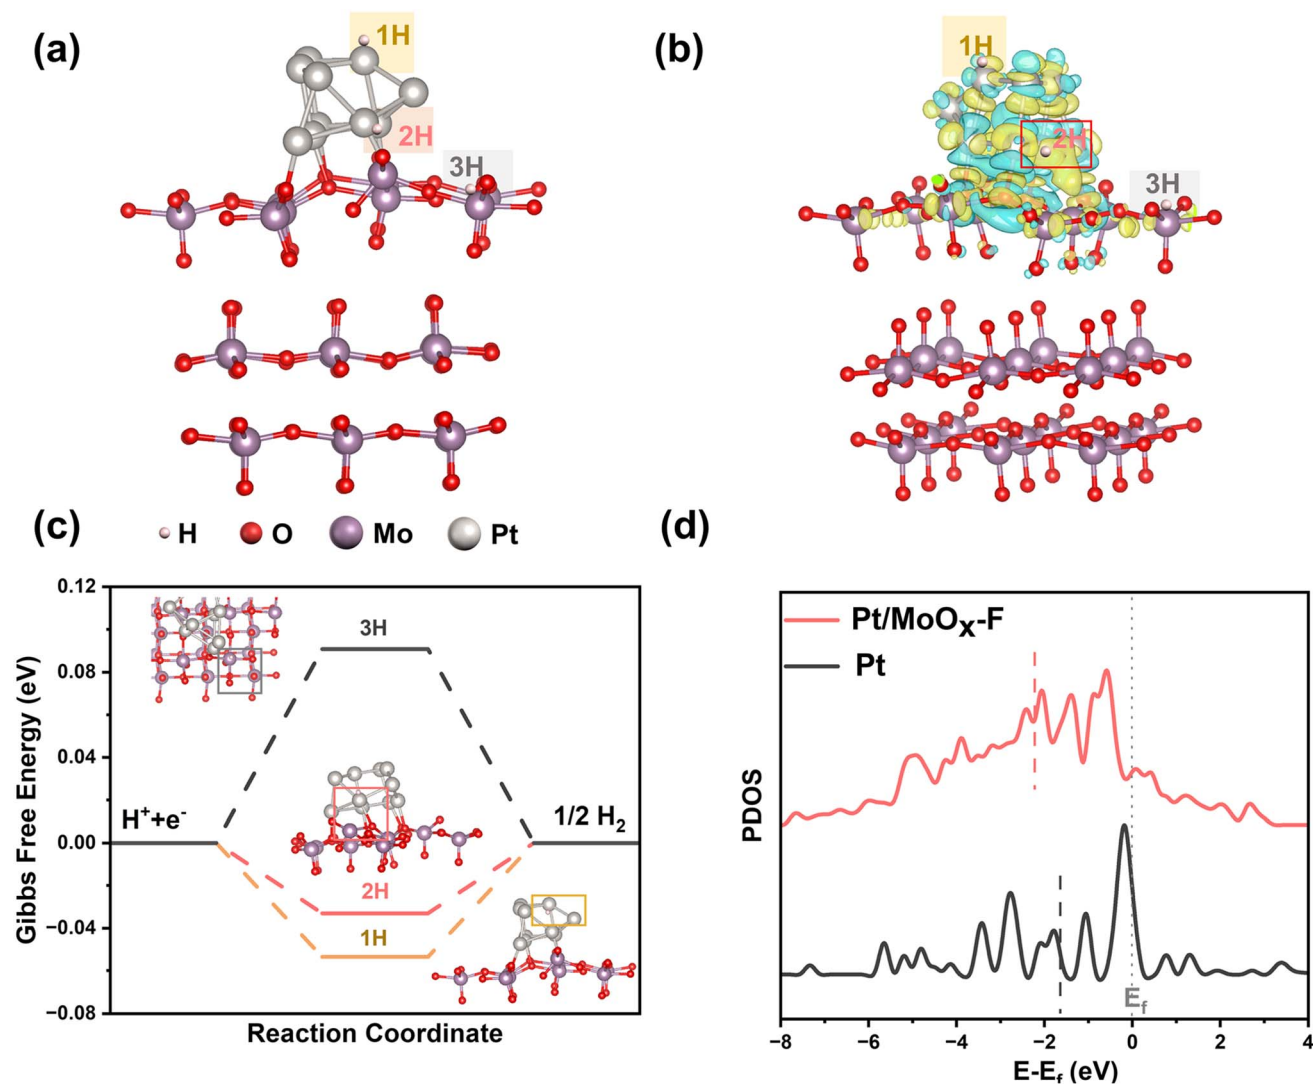 (a)
1H
2H
3H
(b)
1H
2H
3H
(c)
H O Mo Pt
0.12
0.08
0.04
0.00
−0.04
−0.08
Gibbs Free Energy (eV)
3H
H⁺+e⁻
1/2 H₂
2H
1H
Reaction Coordinate
(d)
Pt/MoOₓ-F
Pt
PDOS
E_f
−8 −6 −4 −2 0 2 4
E-E_f (eV)